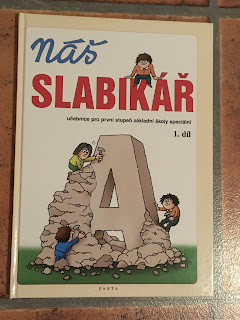 Náš
SLABIKÁŘ
učebnice pro první stupeň základní školy speciální
1. díl
A
PARTA